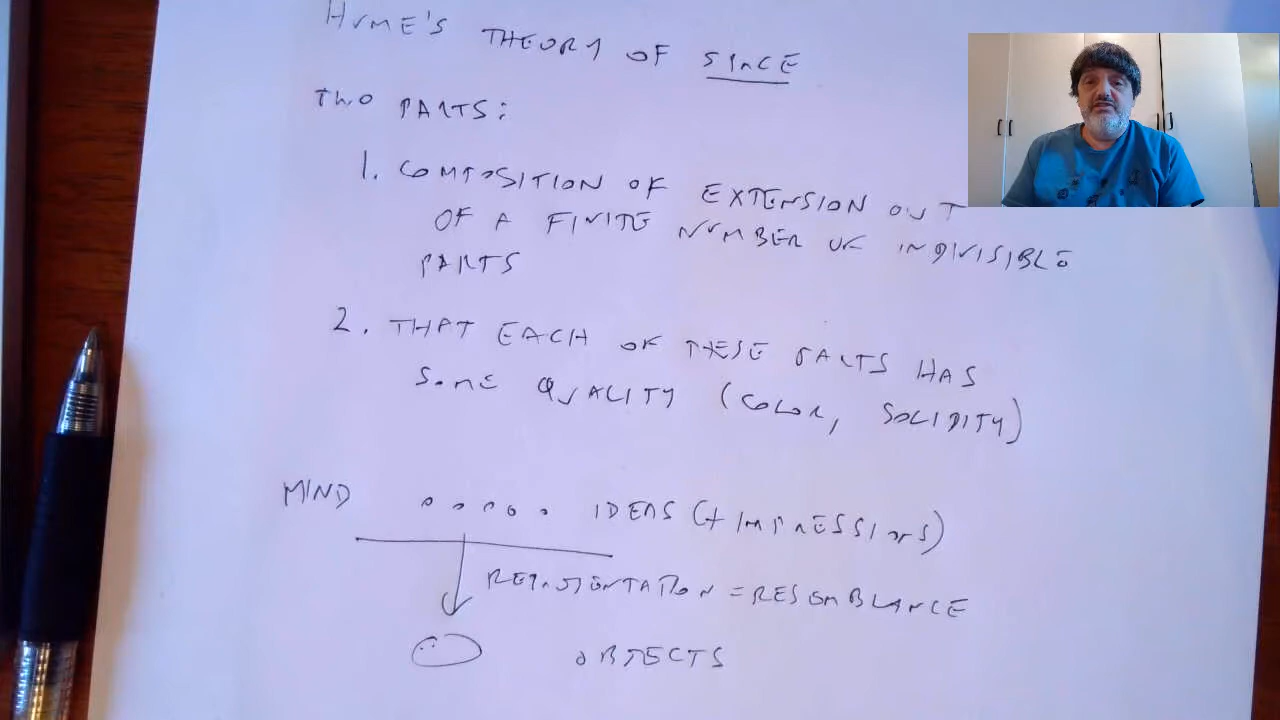 HUME'S THEORY OF SPACE
TWO PARTS:
1. COMPOSITION OF EXTENSION OUT
OF A FINITE NUMBER OF INDIVISIBLE
PARTS
2. THAT EACH OF THESE PARTS HAS
SOME QUALITY (COLOR, SOLIDITY)
MIND IDEAS (+ IMPRESSIONS)
REPRESENTATION = RESEMBLANCE
OBJECTS